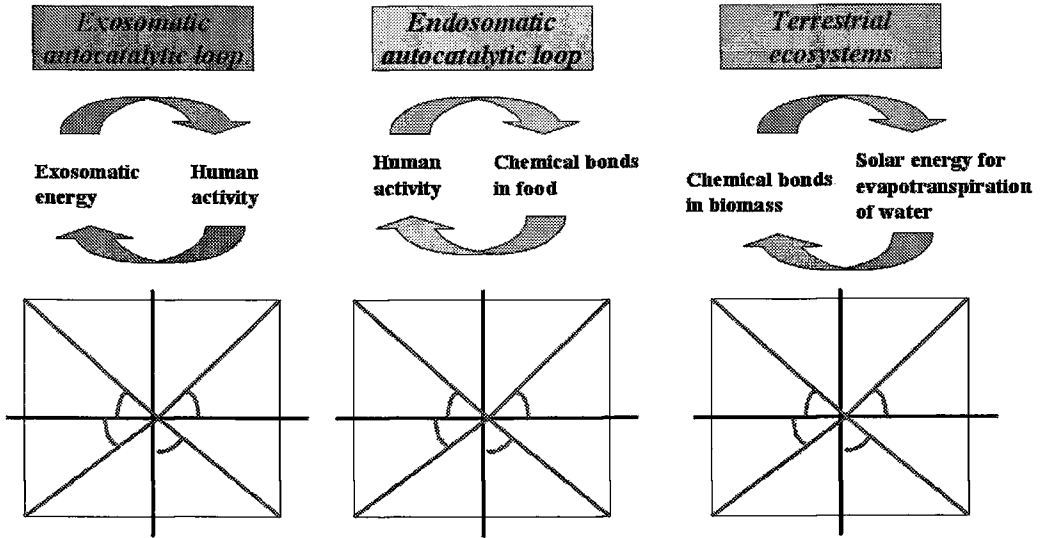 Exosomatic
autocatalytic loop
Endosomatic
autocatalytic loop
Terrestrial
ecosystems
Exosomatic
energy
Human
activity
Human
activity
Chemical bonds
in food
Chemical bonds
in biomass
Solar energy for
evapotranspiration
of water